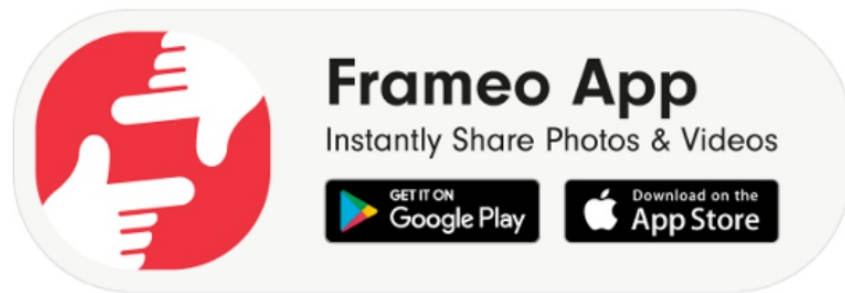 Frameo App
Instantly Share Photos & Videos
GET IT ON
Google Play
Download on the
App Store